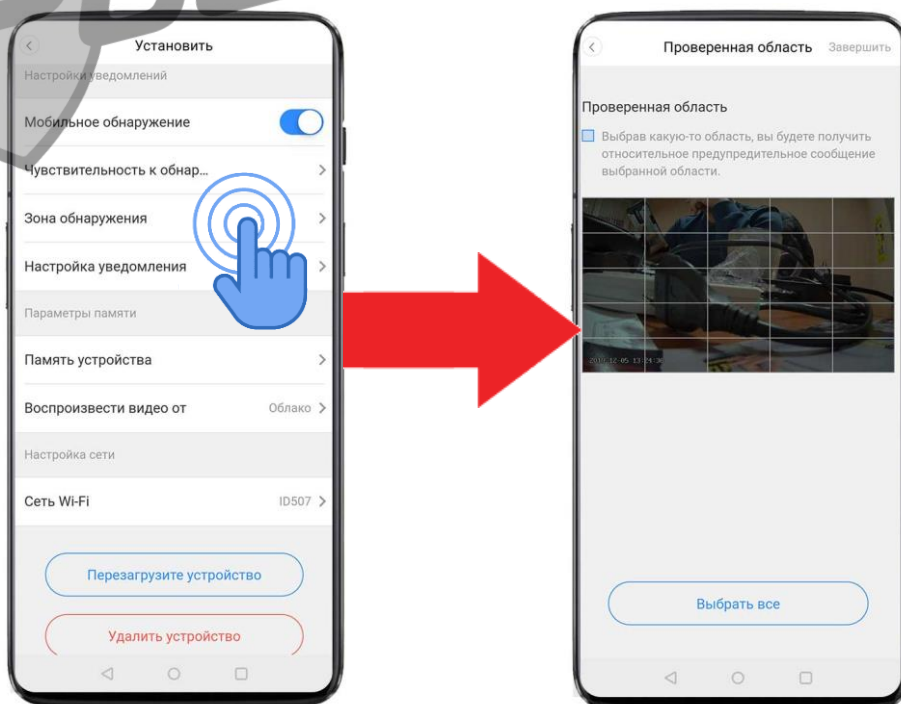 Установить
Настройки уведомлений
Мобильное обнаружение
Чувствительность к обнар...
Зона обнаружения
Настройка уведомления
Параметры памяти
Память устройства
Воспроизвести видео от Облако
Настройка сети
Сеть Wi-Fi ID507
Перезагрузите устройство
Удалить устройство
Проверенная область Завершить
Проверенная область
Выбрав какую-то область, вы будете получить
относительное предупредительное сообщение
выбранной области.
Выбрать все